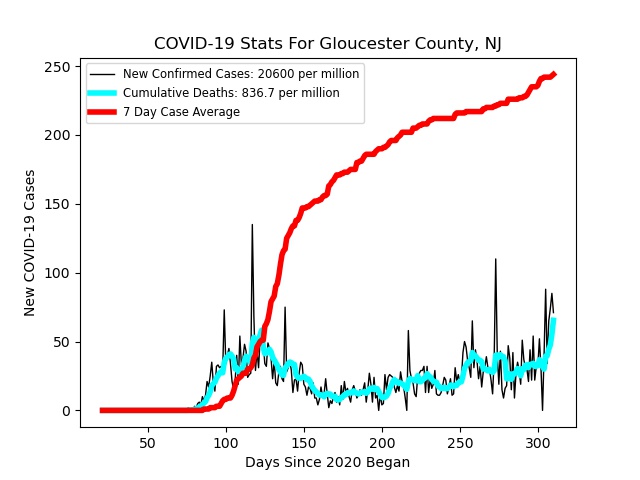 COVID-19 Stats For Gloucester County, NJ
New Confirmed Cases: 20600 per million
Cumulative Deaths: 836.7 per million
7 Day Case Average
New COVID-19 Cases
250
200
150
100
50
0
50 100 150 200 250 300
Days Since 2020 Began